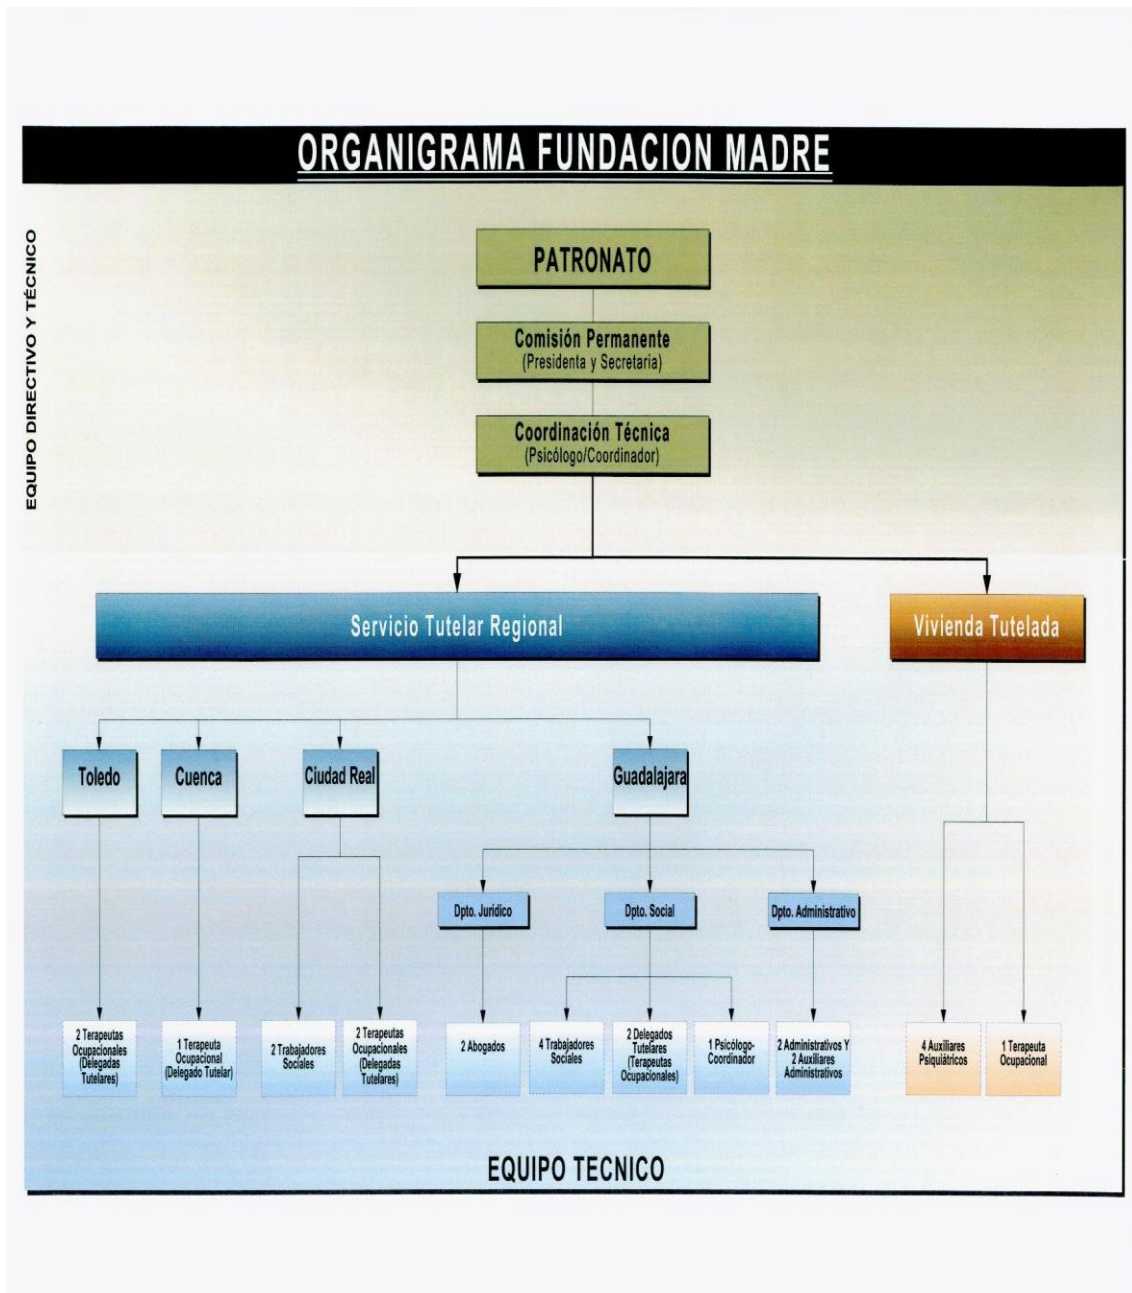 ORGANIGRAMA FUNDACION MADRE
EQUIPO DIRECTIVO Y TÉCNICO
PATRONATO
Comisión Permanente
(Presidenta y Secretaria)
Coordinación Técnica
(Psicólogo/Coordinador)
Servicio Tutelar Regional
Vivienda Tutelada
Toledo
Cuenca
Ciudad Real
Guadalajara
Dpto. Jurídico
Dpto. Social
Dpto. Administrativo
2 Terapeutas
Ocupacionales
(Delegadas
Tutelares)
1 Terapeuta
Ocupacional
(Delegado Tutelar)
2 Trabajadores
Sociales
2 Terapeutas
Ocupacionales
(Delegadas
Tutelares)
2 Abogados
4 Trabajadores
Sociales
2 Delegados
Tutelares
(Terapeutas
Ocupacionales)
1 Psicólogo-
Coordinador
2 Administrativos Y
2 Auxiliares
Administrativos
4 Auxiliares
Psiquiátricos
1 Terapeuta
Ocupacional
EQUIPO TECNICO